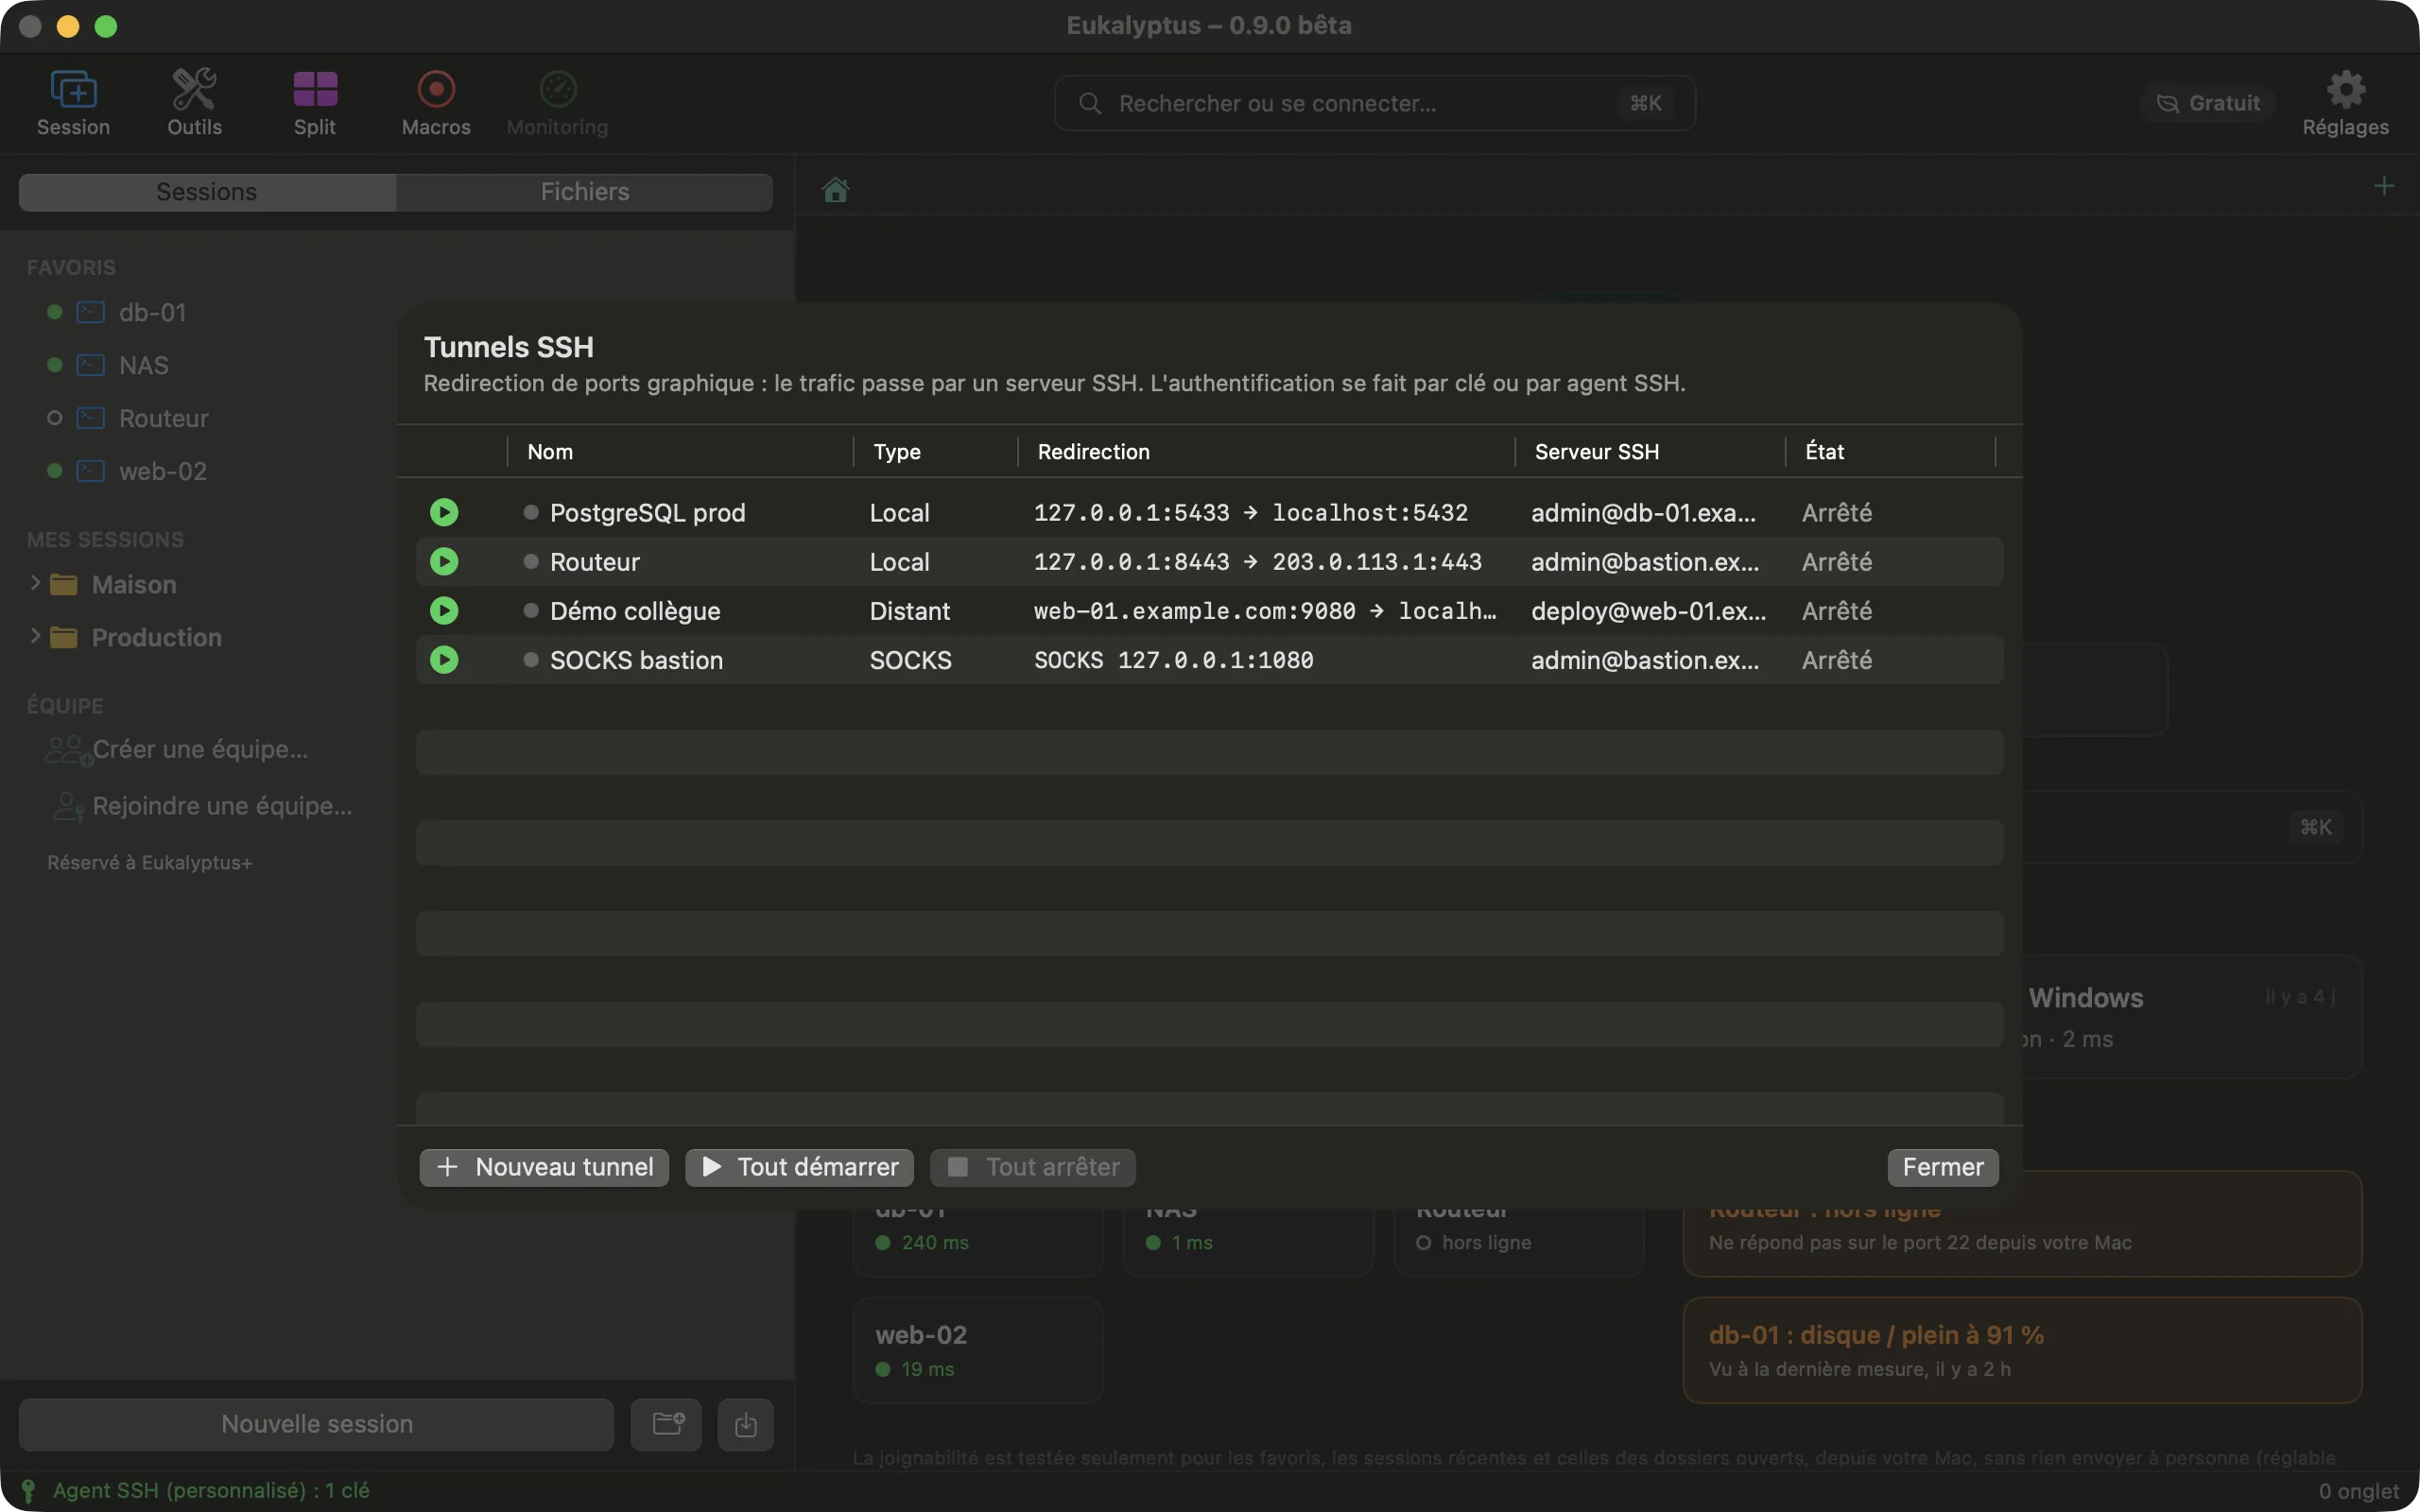 Eukalyptus – 0.9.0 bêta
Session
Outils
Split
Macros
Monitoring
Rechercher ou se connecter...
⌘K
Gratuit
Réglages
Sessions
Fichiers
FAVORIS
db-01
NAS
Routeur
web-02
MES SESSIONS
Maison
Production
ÉQUIPE
Créer une équipe...
Rejoindre une équipe...
Réservé à Eukalyptus+
Tunnels SSH
Redirection de ports graphique : le trafic passe par un serveur SSH. L'authentification se fait par clé ou par agent SSH.
Nom Type Redirection Serveur SSH État
PostgreSQL prod Local 127.0.0.1:5433 → localhost:5432 admin@db-01.exa... Arrêté
Routeur Local 127.0.0.1:8443 → 203.0.113.1:443 admin@bastion.ex... Arrêté
Démo collègue Distant web-01.example.com:9080 → localh... deploy@web-01.ex... Arrêté
SOCKS bastion SOCKS SOCKS 127.0.0.1:1080 admin@bastion.ex... Arrêté
Nouveau tunnel
Tout démarrer
Tout arrêter
Fermer
⌘K
Windows
il y a 4 j
on · 2 ms
db-01
240 ms
NAS
1 ms
Routeur
hors ligne
Routeur : hors ligne
Ne répond pas sur le port 22 depuis votre Mac
web-02
19 ms
db-01 : disque / plein à 91 %
Vu à la dernière mesure, il y a 2 h
La joignabilité est testée seulement pour les favoris, les sessions récentes et celles des dossiers ouverts, depuis votre Mac, sans rien envoyer à personne (réglable
Nouvelle session
Agent SSH (personnalisé) : 1 clé
0 onglet